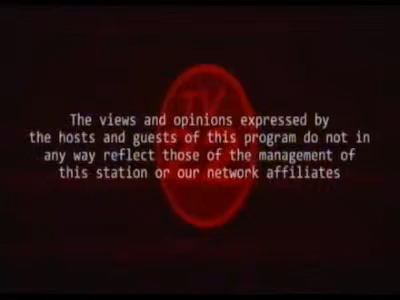 TV
The views and opinions expressed by
the hosts and guests of this program do not in
any way reflect those of the management of
this station or our network affiliates